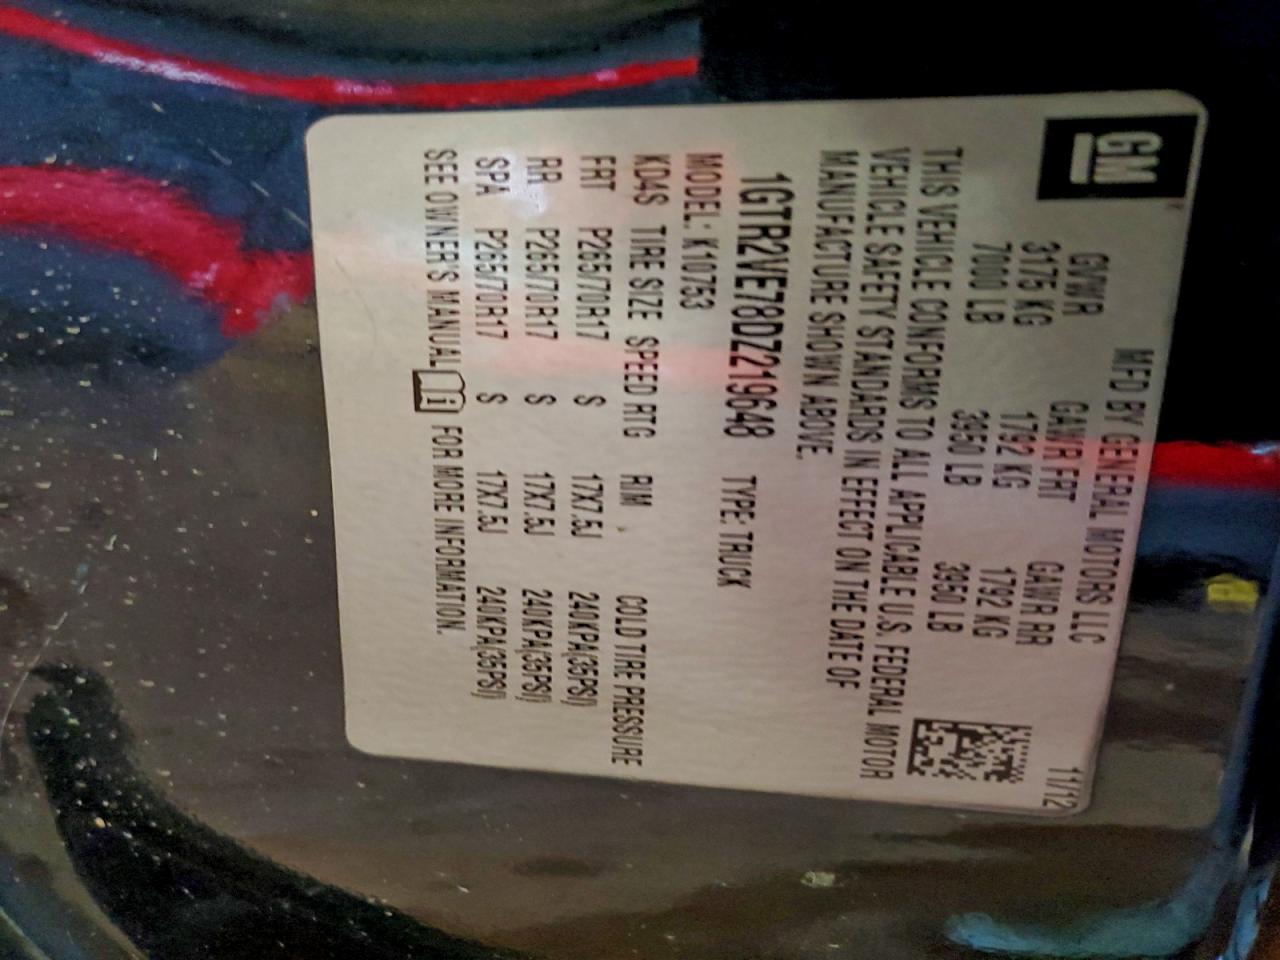 GM
MFD BY GENERAL MOTORS LLC 11/12
GVWR GAWR FRT GAWR RR
3175 KG 1792 KG 1792 KG
7000 LB 3950 LB 3950 LB
THIS VEHICLE CONFORMS TO ALL APPLICABLE U.S. FEDERAL MOTOR
VEHICLE SAFETY STANDARDS IN EFFECT ON THE DATE OF
MANUFACTURE SHOWN ABOVE.
1GTR2VE78DZ219648 TYPE: TRUCK
MODEL: K10753
KD4S TIRE SIZE SPEED RTG RIM COLD TIRE PRESSURE
FRT P265/70R17 S 17X7.5J 240KPA(35PSI)
RR P265/70R17 S 17X7.5J 240KPA(35PSI)
SPA P265/70R17 S 17X7.5J 240KPA(35PSI)
SEE OWNER'S MANUAL i FOR MORE INFORMATION.